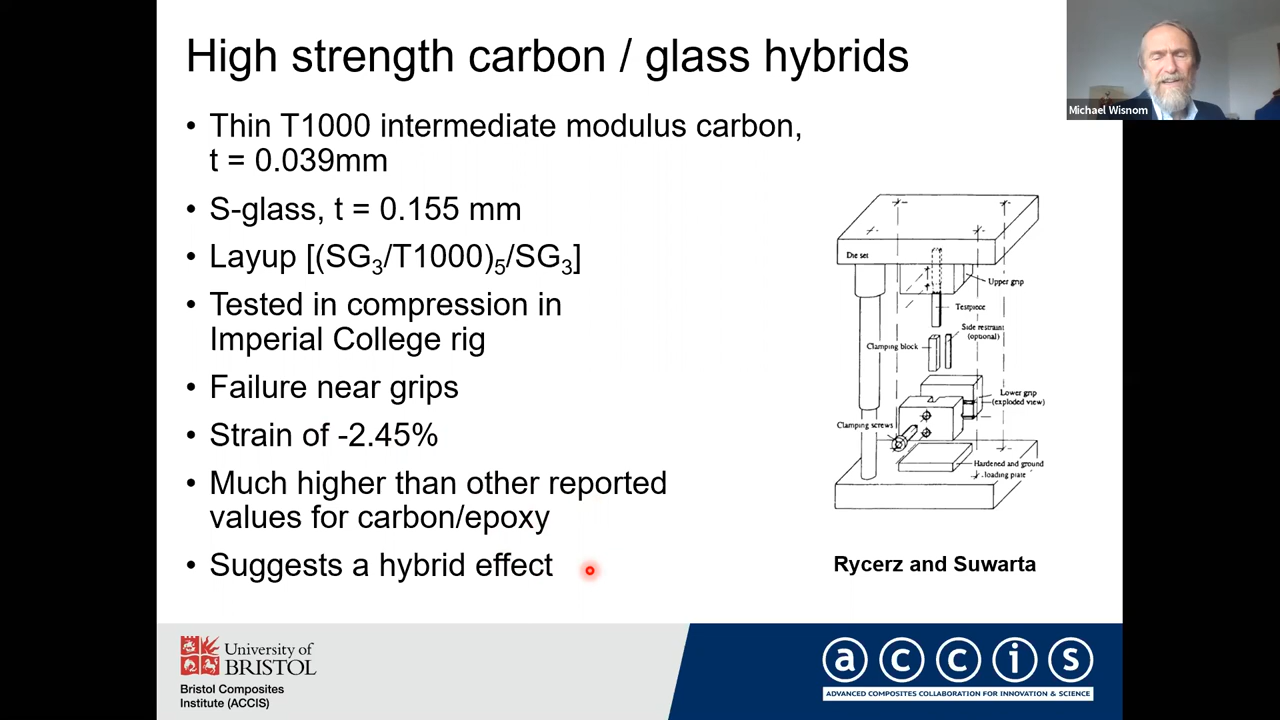 High strength carbon / glass hybrids
Michael Wisnom
• Thin T1000 intermediate modulus carbon,
t = 0.039mm
• S-glass, t = 0.155 mm
• Layup [(SG3/T1000)5/SG3]
• Tested in compression in
Imperial College rig
• Failure near grips
• Strain of -2.45%
• Much higher than other reported
values for carbon/epoxy
• Suggests a hybrid effect
Die set
Upper grip
Testpiece
Side restraint
(optional)
Clamping block
Lower grip
(exploded view)
Clamping screws
Hardened and ground
loading plate
Rycerz and Suwarta
University of
BRISTOL
Bristol Composites
Institute (ACCIS)
accis
ADVANCED COMPOSITES COLLABORATION FOR INNOVATION & SCIENCE